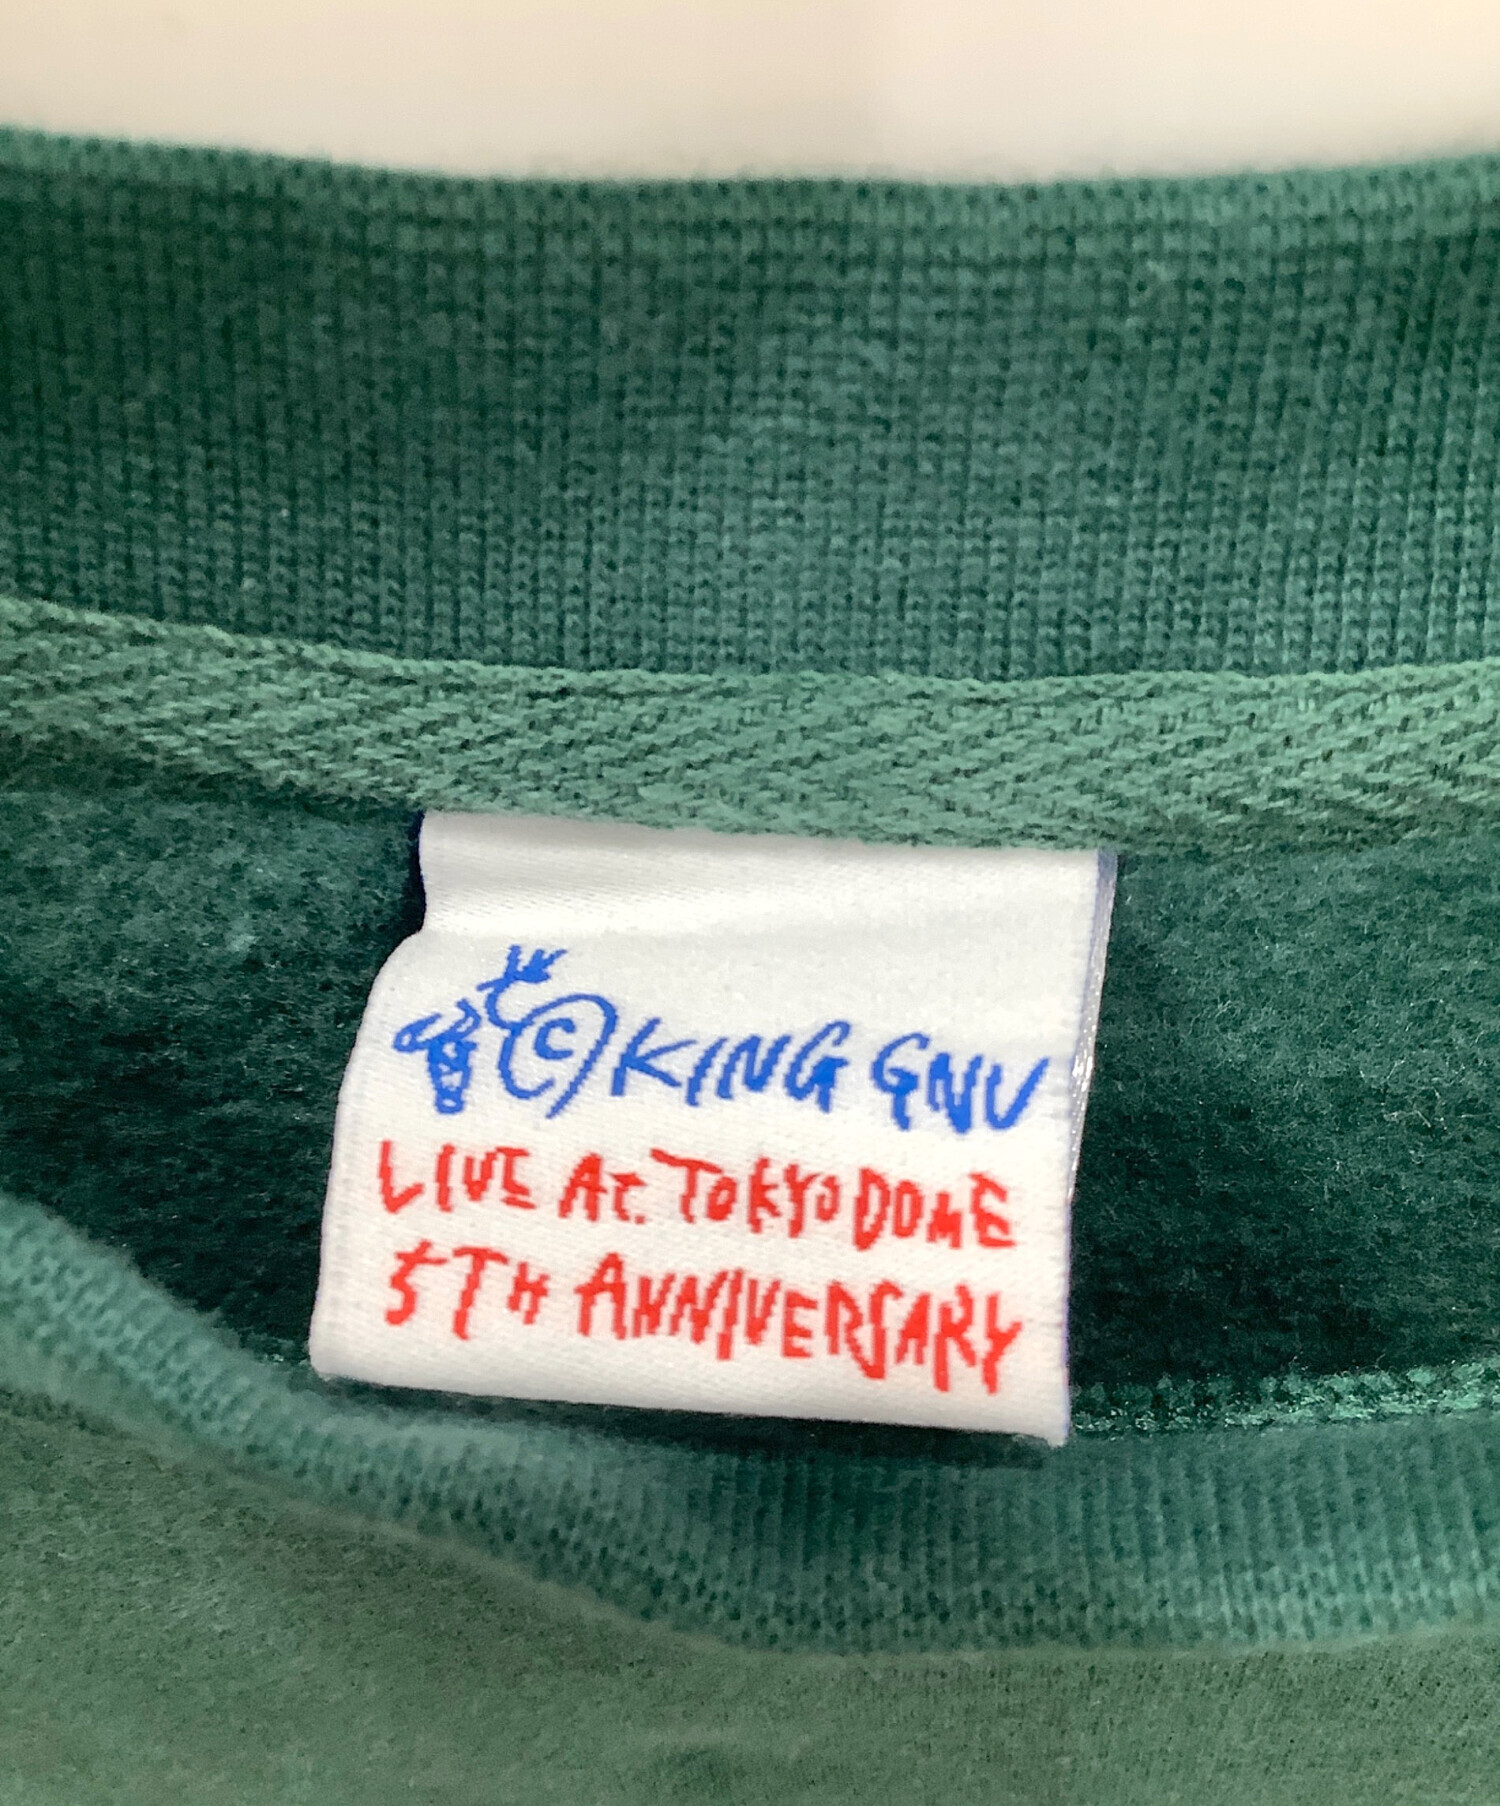 © KING GNU
LIVE At. TOKYO DOME
5TH ANNIVERSARY